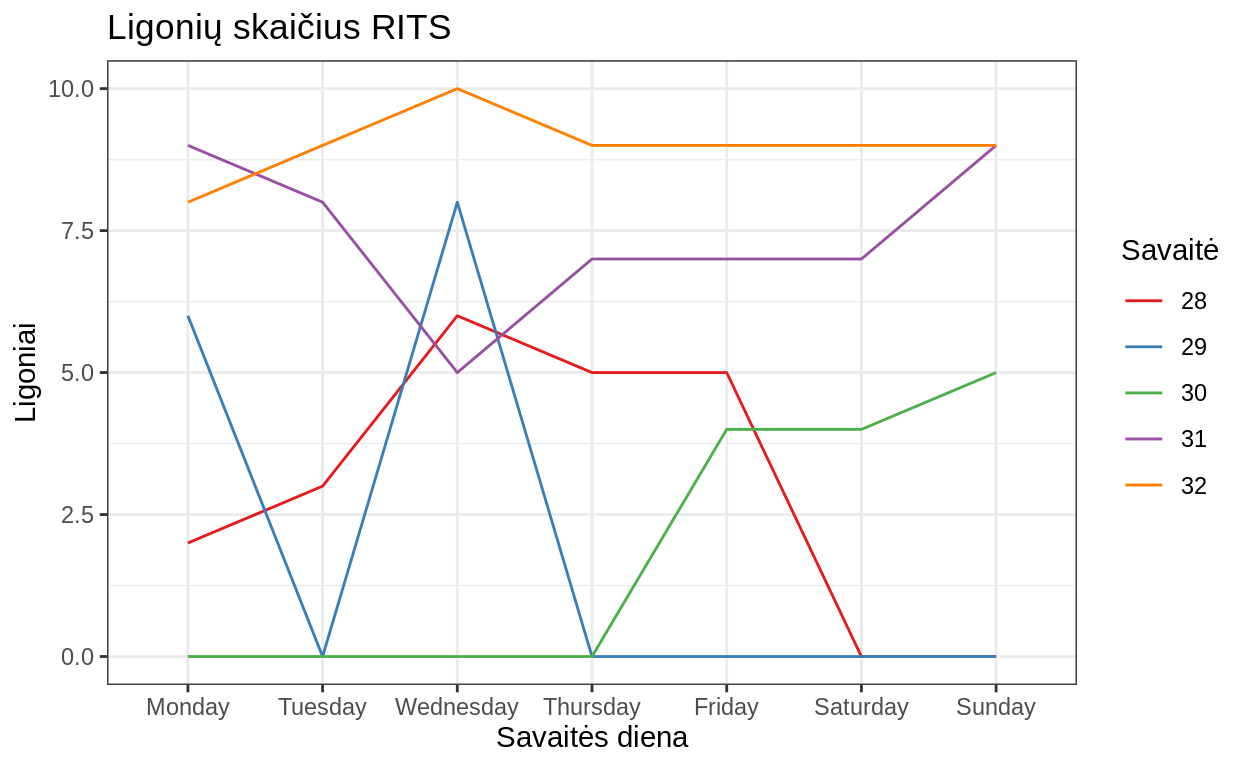 Ligonių skaičius RITS
10.0
7.5
5.0
2.5
0.0
Ligoniai
Monday Tuesday Wednesday Thursday Friday Saturday Sunday
Savaitės diena
Savaitė
28
29
30
31
32